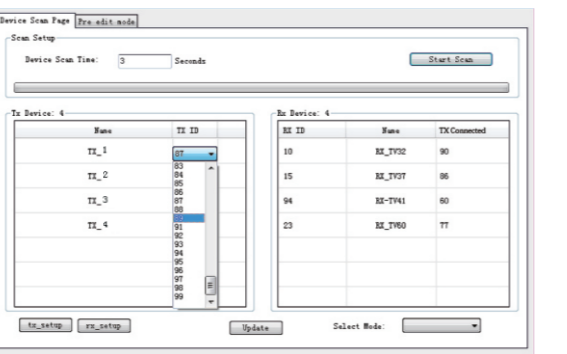 Device Scan Page Pre edit mode
Scan Setup
Device Scan Time: 3 Seconds Start Scan
Tx Device: 4 Rx Device: 4
Name TX ID RX ID Name TX Connected
TX_1 87 10 RX_TV32 90
83
84
TX_2 15 RX_TV37 86
85
86
87
TX_3 94 RX-TV41 60
88
91
TX_4 23 RX_TV60 77
92
93
94
95
96
97
98
99
tx_setup rx_setup Update Select Mode: